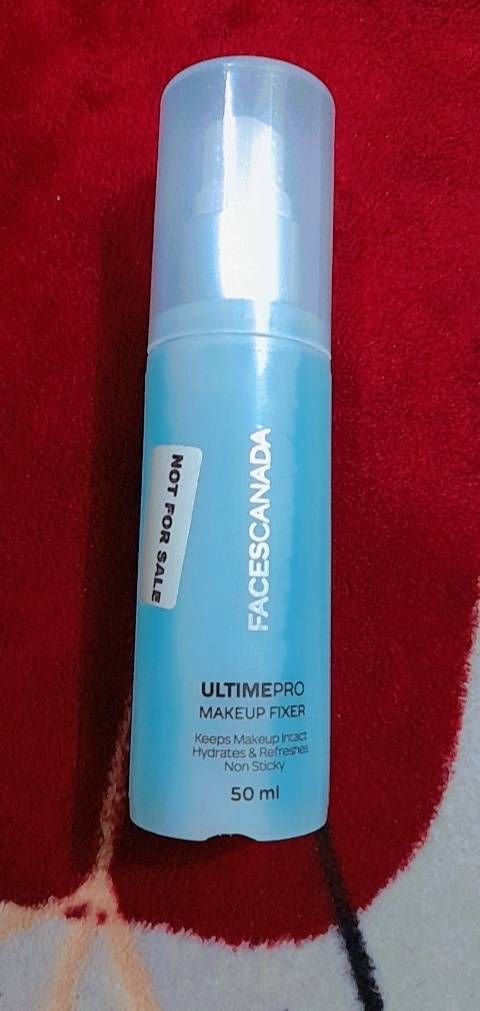 NOT FOR SALE
FACESCANADA
ULTIMEPRO
MAKEUP FIXER
Keeps Makeup Intact
Hydrates & Refreshes
Non Sticky
50 ml